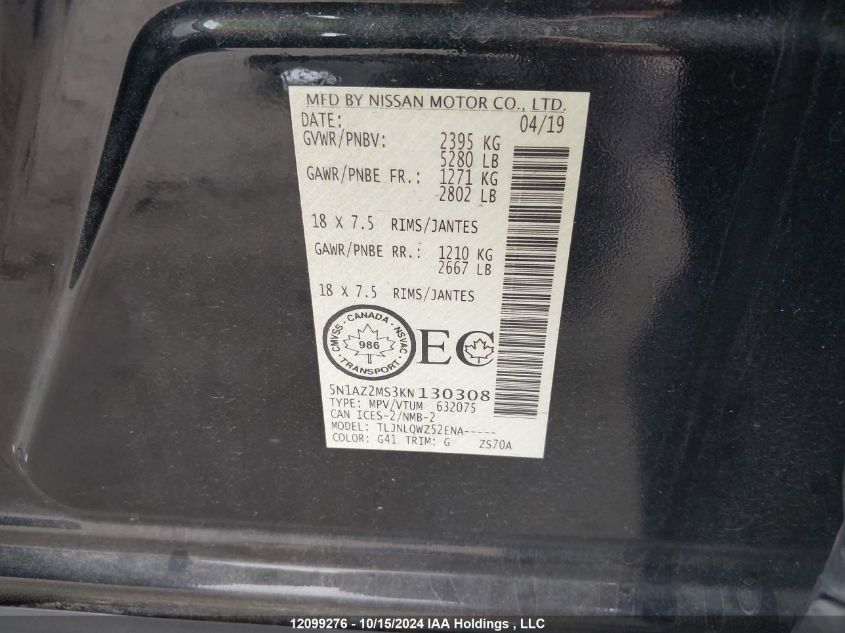 MFD BY NISSAN MOTOR CO., LTD.
DATE: 04/19
GVWR/PNBV: 2395 KG
5280 LB
GAWR/PNBE FR.: 1271 KG
2802 LB
18 X 7.5 RIMS/JANTES
GAWR/PNBE RR.: 1210 KG
2667 LB
18 X 7.5 RIMS/JANTES
CANADA
CMVSS 986 NSVAC
TRANSPORT
EC
5N1AZ2MS3KN130308
TYPE: MPV/VTUM 632075
CAN ICES-2/NMB-2
MODEL: TLJNLQWZ52ENA-----
COLOR: G41 TRIM: G ZS70A
12099276 - 10/15/2024 IAA Holdings , LLC